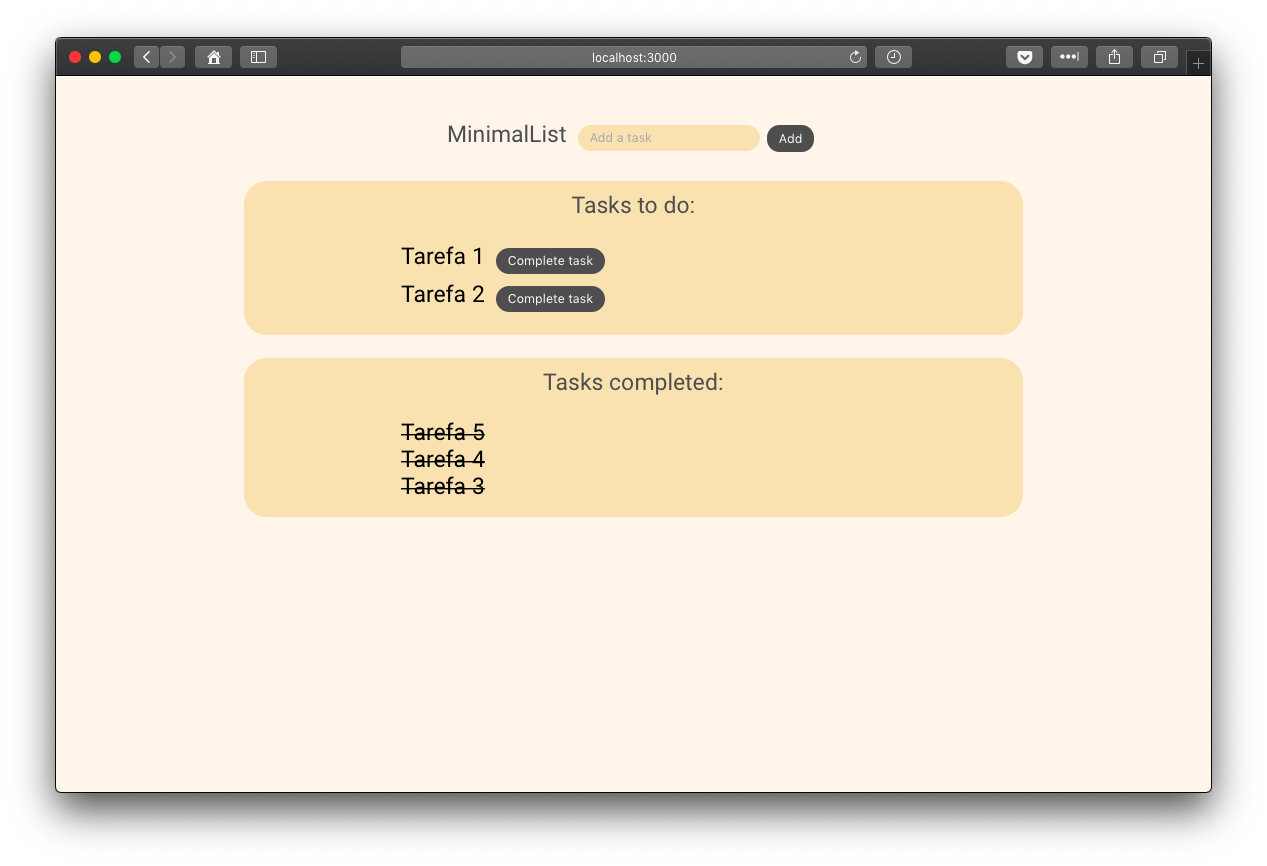 localhost:3000
MinimalList Add a task Add
Tasks to do:
Tarefa 1 Complete task
Tarefa 2 Complete task
Tasks completed:
Tarefa 5
Tarefa 4
Tarefa 3